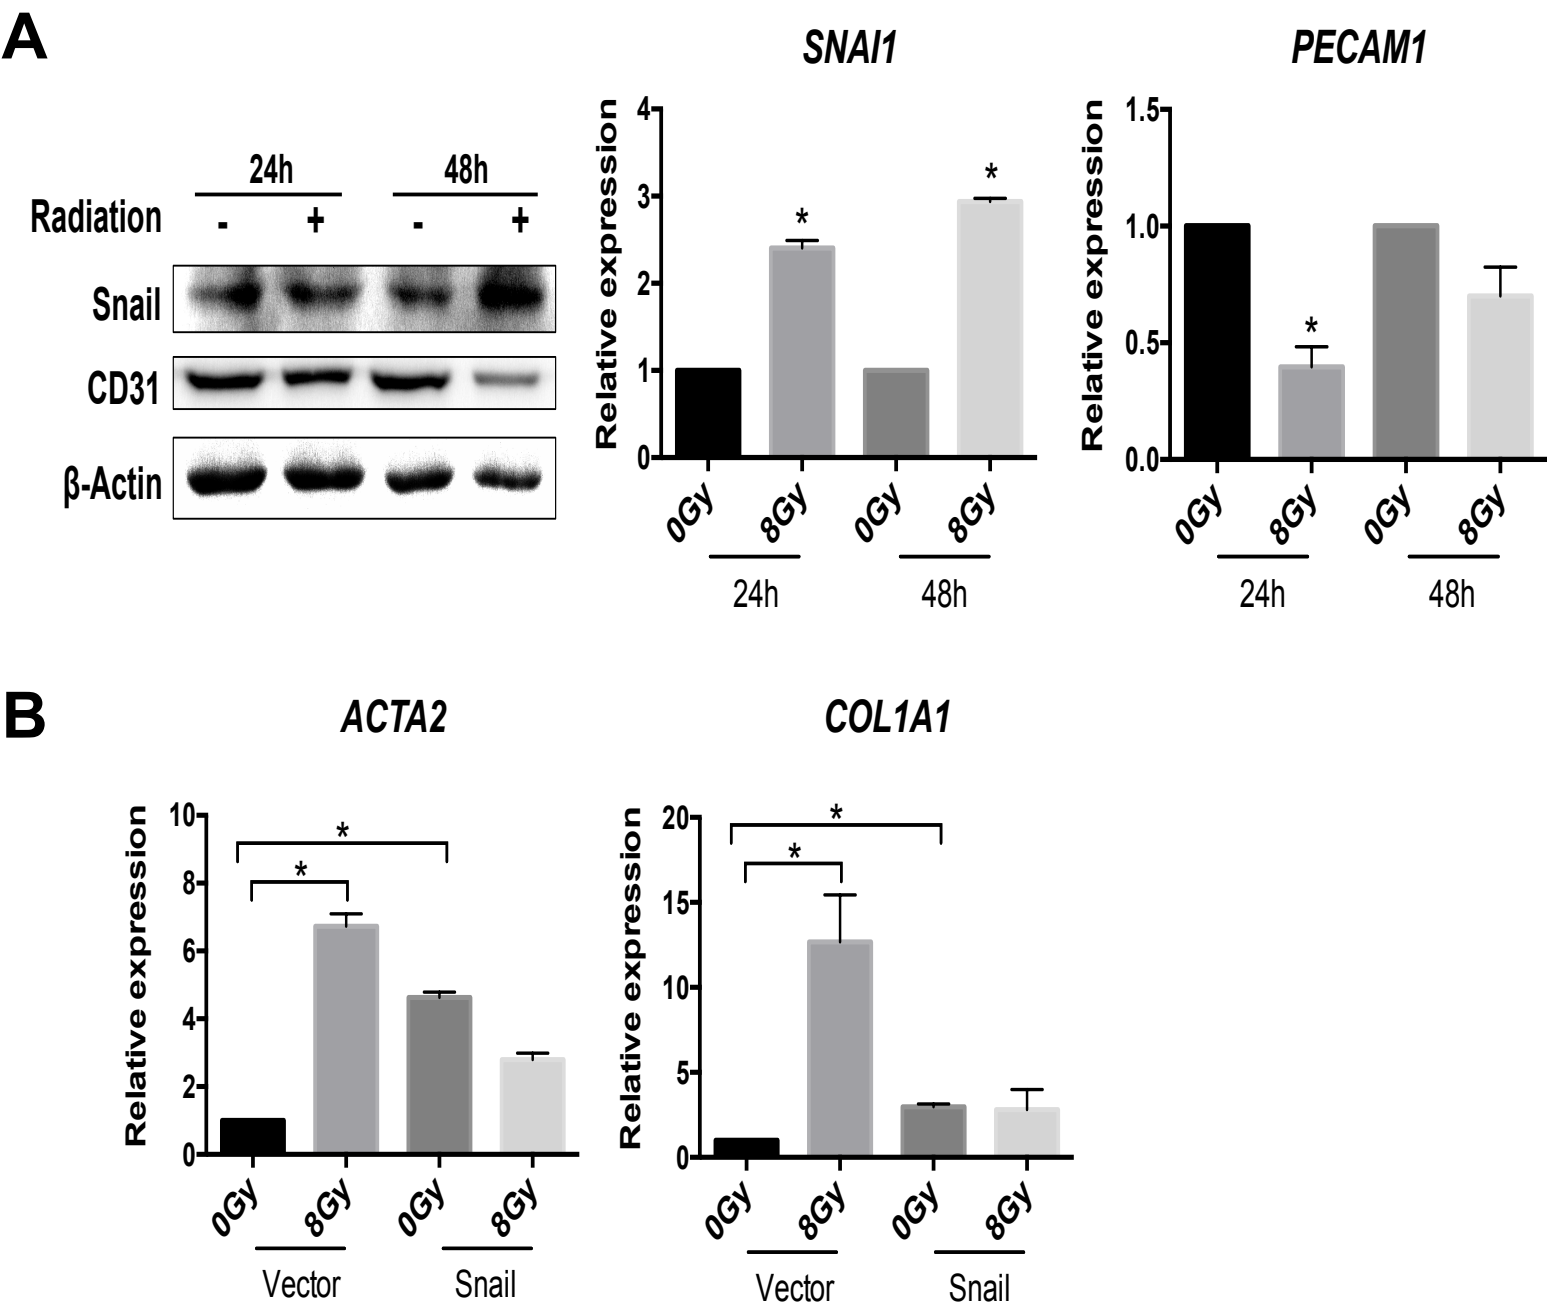 A
24h 48h
Radiation - + - +
Snail
CD31
β-Actin
SNAI1
Relative expression
4
3
2
1
0
* *
0Gy 8Gy 0Gy 8Gy
24h 48h
PECAM1
Relative expression
1.5
1.0
0.5
0.0
*
0Gy 8Gy 0Gy 8Gy
24h 48h
B
ACTA2
Relative expression
10
8
6
4
2
0
*
*
0Gy 8Gy 0Gy 8Gy
Vector Snail
COL1A1
Relative expression
20
15
10
5
0
*
*
0Gy 8Gy 0Gy 8Gy
Vector Snail